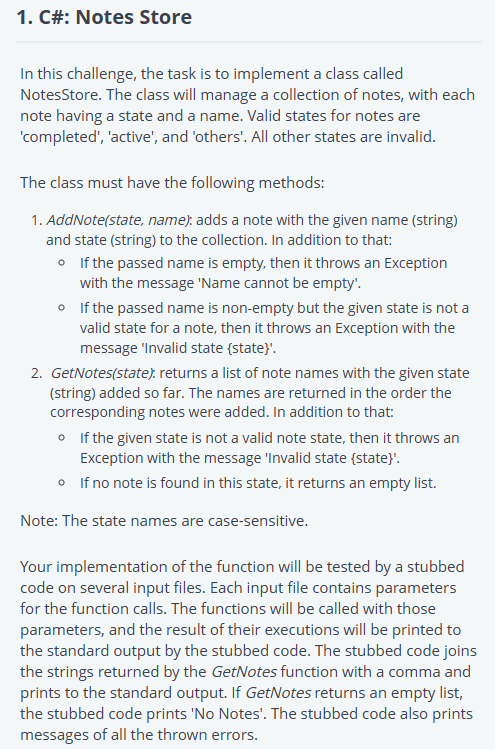 1. C#: Notes Store
In this challenge, the task is to implement a class called
NotesStore. The class will manage a collection of notes, with each
note having a state and a name. Valid states for notes are
'completed', 'active', and 'others'. All other states are invalid.
The class must have the following methods:
1. AddNote(state, name): adds a note with the given name (string)
and state (string) to the collection. In addition to that:
○ If the passed name is empty, then it throws an Exception
with the message 'Name cannot be empty'.
○ If the passed name is non-empty but the given state is not a
valid state for a note, then it throws an Exception with the
message 'Invalid state {state}'.
2. GetNotes(state): returns a list of note names with the given state
(string) added so far. The names are returned in the order the
corresponding notes were added. In addition to that:
○ If the given state is not a valid note state, then it throws an
Exception with the message 'Invalid state {state}'.
○ If no note is found in this state, it returns an empty list.
Note: The state names are case-sensitive.
Your implementation of the function will be tested by a stubbed
code on several input files. Each input file contains parameters
for the function calls. The functions will be called with those
parameters, and the result of their executions will be printed to
the standard output by the stubbed code. The stubbed code joins
the strings returned by the GetNotes function with a comma and
prints to the standard output. If GetNotes returns an empty list,
the stubbed code prints 'No Notes'. The stubbed code also prints
messages of all the thrown errors.